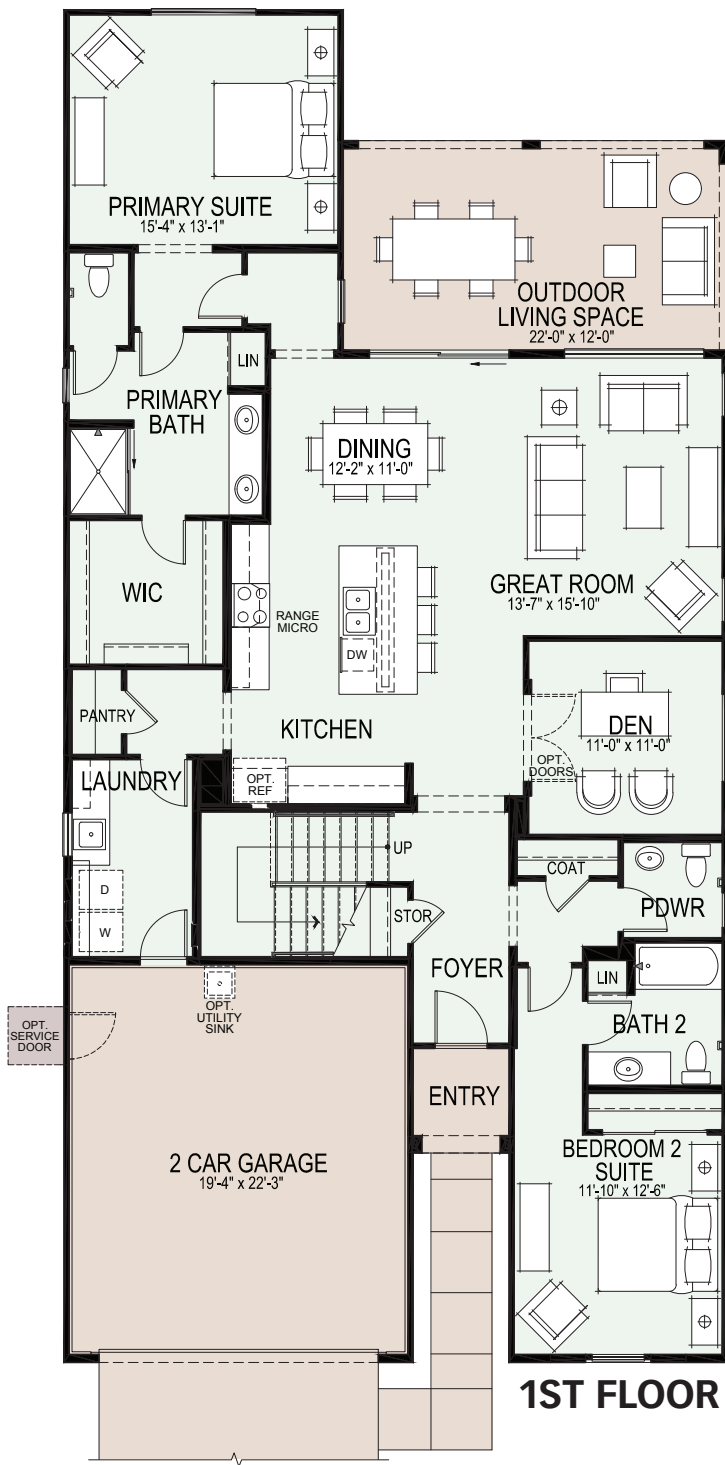 PRIMARY SUITE
15'-4" x 13'-1"
OUTDOOR
LIVING SPACE
22'-0" x 12'-0"
LIN
PRIMARY
BATH
DINING
12'-2" x 11'-0"
WIC
RANGE
MICRO
DW
GREAT ROOM
13'-7" x 15'-10"
PANTRY
KITCHEN
DEN
11'-0" x 11'-0"
OPT.
DOORS
LAUNDRY
OPT.
REF
UP
COAT
D
W
STOR
PDWR
FOYER
LIN
OPT.
UTILITY
SINK
OPT.
SERVICE
DOOR
BATH 2
ENTRY
2 CAR GARAGE
19'-4" x 22'-3"
BEDROOM 2
SUITE
11'-10" x 12'-6"
1ST FLOOR